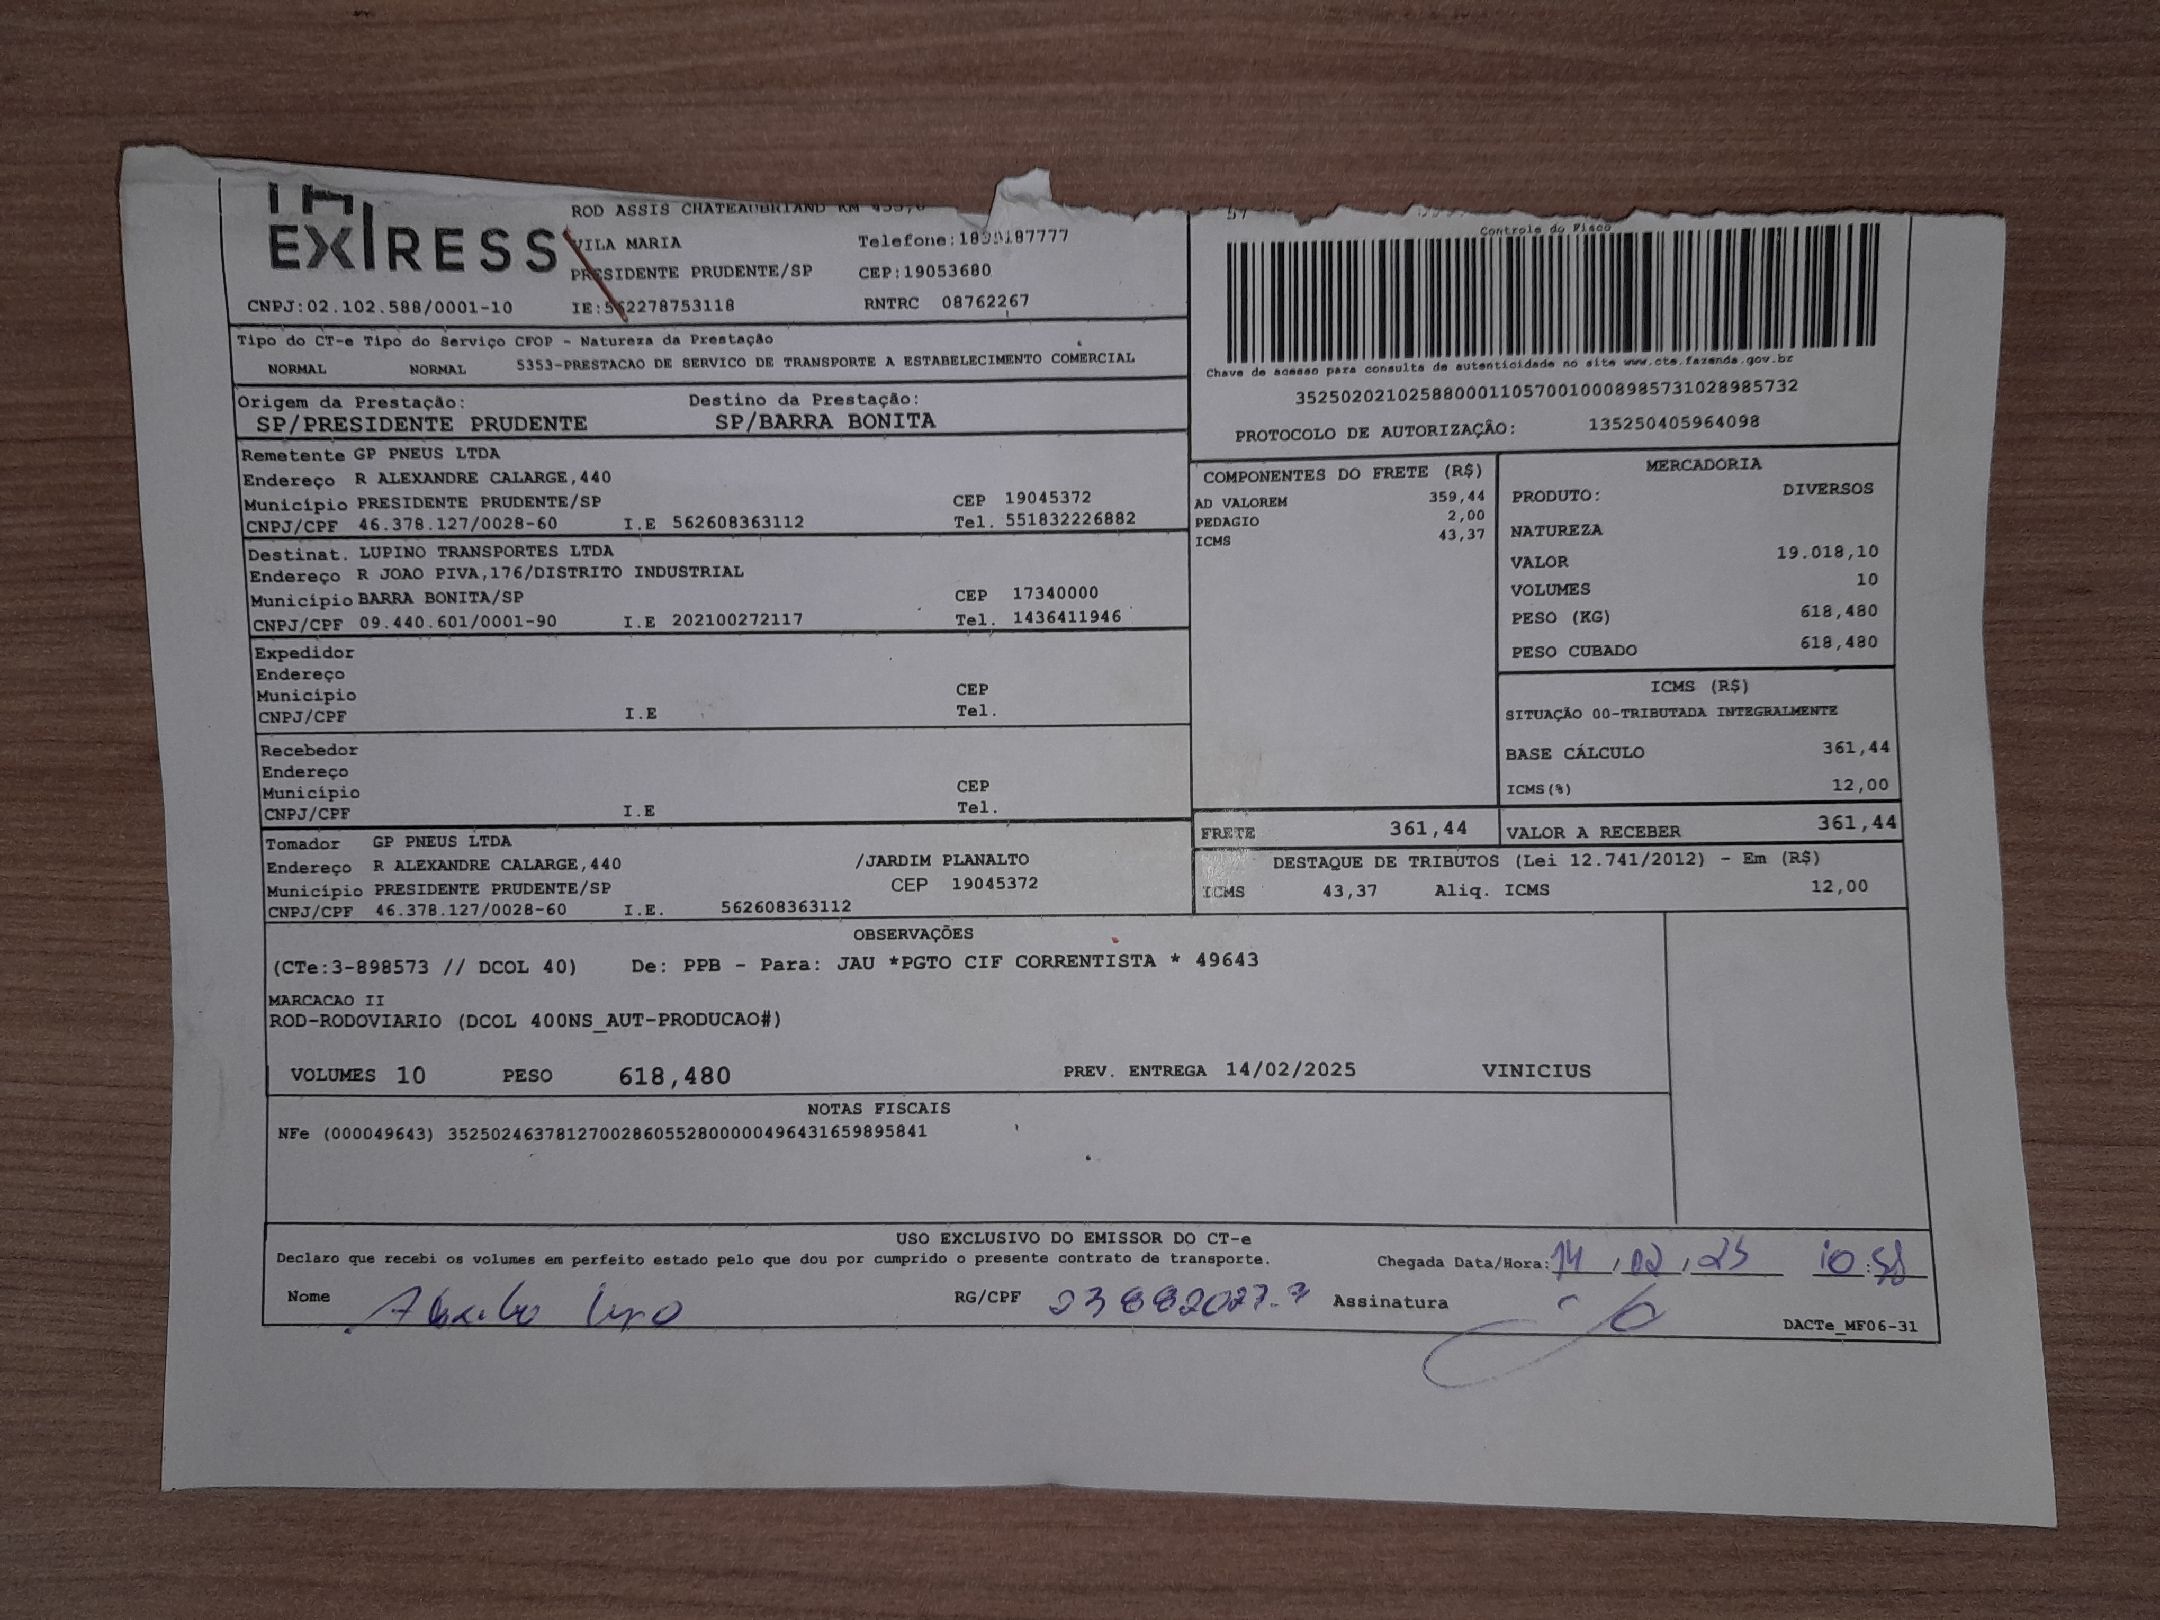 EXPRESS
ROD ASSIS CHATEAUBRIAND KM
VILA MARIA
PRESIDENTE PRUDENTE/SP
CNPJ:02.102.588/0001-10
IE:562278753118
Telefone:
CEP:19053680
RNTRC 08762267
Tipo do CT-e Tipo do Serviço CFOP - Natureza da Prestação
NORMAL NORMAL 5353-PRESTACAO DE SERVICO DE TRANSPORTE A ESTABELECIMENTO COMERCIAL
Origem da Prestação: Destino da Prestação:
SP/PRESIDENTE PRUDENTE SP/BARRA BONITA
Controle do Fisco
Chave de acesso para consulta de autenticidade no site www.cte.fazenda.gov.br
35250202102588000110570010008985731028985732
PROTOCOLO DE AUTORIZAÇÃO: 135250405964098
Remetente GP PNEUS LTDA
Endereço R ALEXANDRE CALARGE,440
Município PRESIDENTE PRUDENTE/SP CEP 19045372
CNPJ/CPF 46.378.127/0028-60 I.E 562608363112 Tel. 551832226882
Destinat. LUPINO TRANSPORTES LTDA
Endereço R JOAO PIVA,176/DISTRITO INDUSTRIAL
Município BARRA BONITA/SP CEP 17340000
CNPJ/CPF 09.440.601/0001-90 I.E 202100272117 Tel. 1436411946
Expedidor
Endereço
Município CEP
CNPJ/CPF I.E Tel.
Recebedor
Endereço
Município CEP
CNPJ/CPF I.E Tel.
Tomador GP PNEUS LTDA
Endereço R ALEXANDRE CALARGE,440 /JARDIM PLANALTO
Município PRESIDENTE PRUDENTE/SP CEP 19045372
CNPJ/CPF 46.378.127/0028-60 I.E. 562608363112
COMPONENTES DO FRETE (R$)
AD VALOREM 359,44
PEDAGIO 2,00
ICMS 43,37
MERCADORIA
PRODUTO: DIVERSOS
NATUREZA
VALOR 19.018,10
VOLUMES 10
PESO (KG) 618,480
PESO CUBADO 618,480
ICMS (R$)
SITUAÇÃO 00-TRIBUTADA INTEGRALMENTE
BASE CÁLCULO 361,44
ICMS(%) 12,00
FRETE 361,44 VALOR A RECEBER 361,44
DESTAQUE DE TRIBUTOS (Lei 12.741/2012) - Em (R$)
ICMS 43,37 Aliq. ICMS 12,00
OBSERVAÇÕES
(CTe:3-898573 // DCOL 40) De: PPB - Para: JAU *PGTO CIF CORRENTISTA * 49643
MARCACAO II
ROD-RODOVIARIO (DCOL 400NS_AUT-PRODUCAO#)
VOLUMES 10 PESO 618,480 PREV. ENTREGA 14/02/2025 VINICIUS
NOTAS FISCAIS
NFe (000049643) 35250246378127002860552800000496431659895841
USO EXCLUSIVO DO EMISSOR DO CT-e
Declaro que recebi os volumes em perfeito estado pelo que dou por cumprido o presente contrato de transporte. Chegada Data/Hora: 14 , 02 , 25 10:58
Nome RG/CPF 23882027-7 Assinatura
DACTe_MF06-31